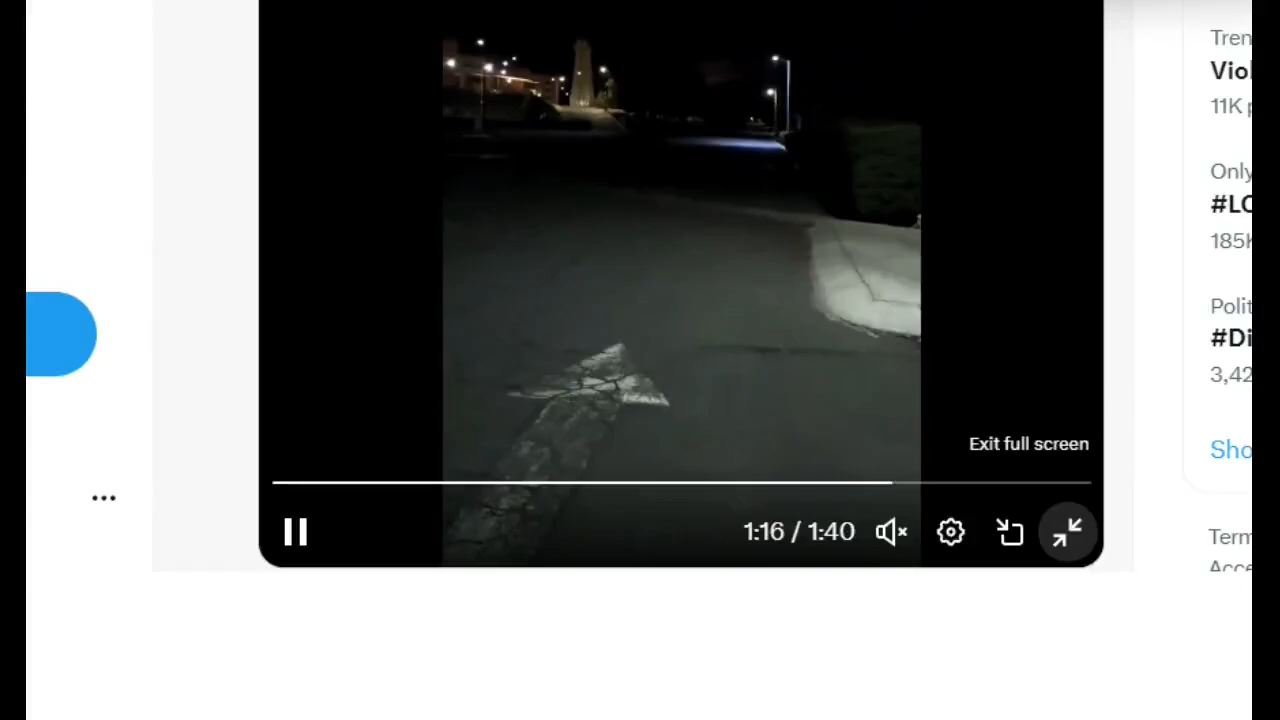 Tren
Viol
11K p
Only
#LO
185K
Polit
#Di
3,42
Exit full screen
Sho
1:16 / 1:40
Term
Acce